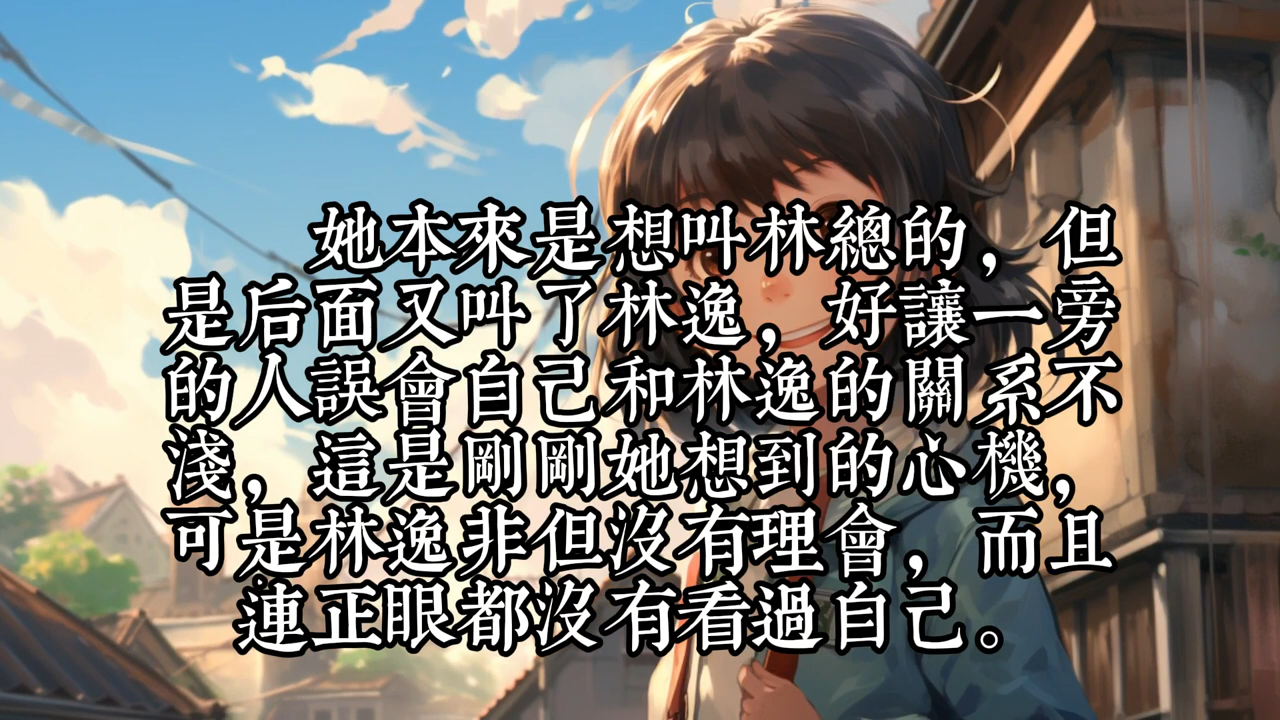 她本來是想叫林總的，但
是后面又叫了林逸，好讓一旁
的人誤會自己和林逸的關系不
淺，這是剛剛她想到的心機，
可是林逸非但沒有理會，而且
連正眼都沒有看過自己。